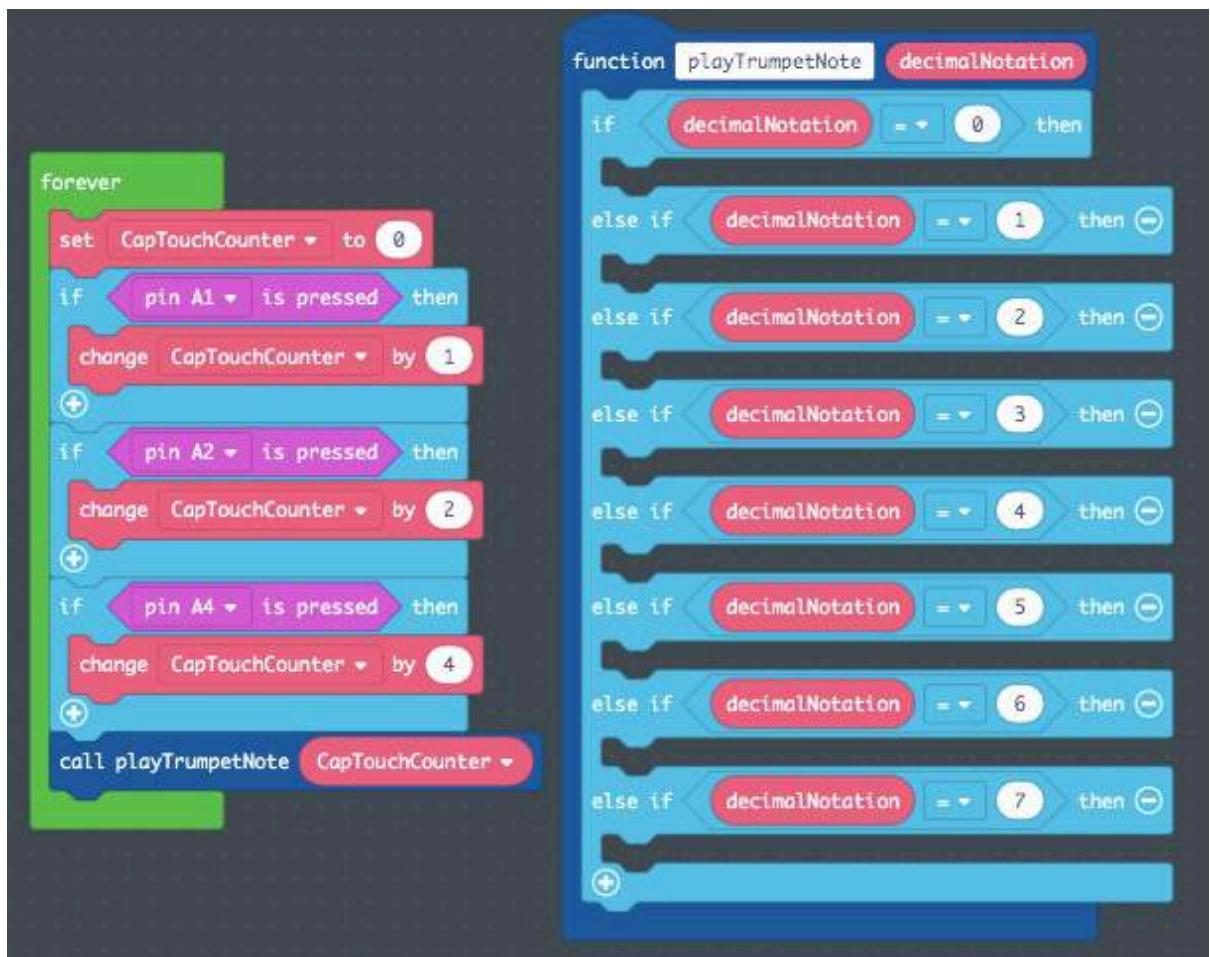 forever
set CapTouchCounter to 0
if pin A1 is pressed then
change CapTouchCounter by 1
if pin A2 is pressed then
change CapTouchCounter by 2
if pin A4 is pressed then
change CapTouchCounter by 4
call playTrumpetNote CapTouchCounter
function playTrumpetNote decimalNotation
if decimalNotation = 0 then
else if decimalNotation = 1 then
else if decimalNotation = 2 then
else if decimalNotation = 3 then
else if decimalNotation = 4 then
else if decimalNotation = 5 then
else if decimalNotation = 6 then
else if decimalNotation = 7 then